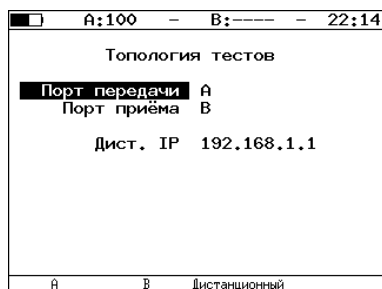 A:100 – B:---- – 22:14
Топология тестов
Порт передачи A
Порт приёма B
Дист. IP 192.168.1.1
A B Дистанционный